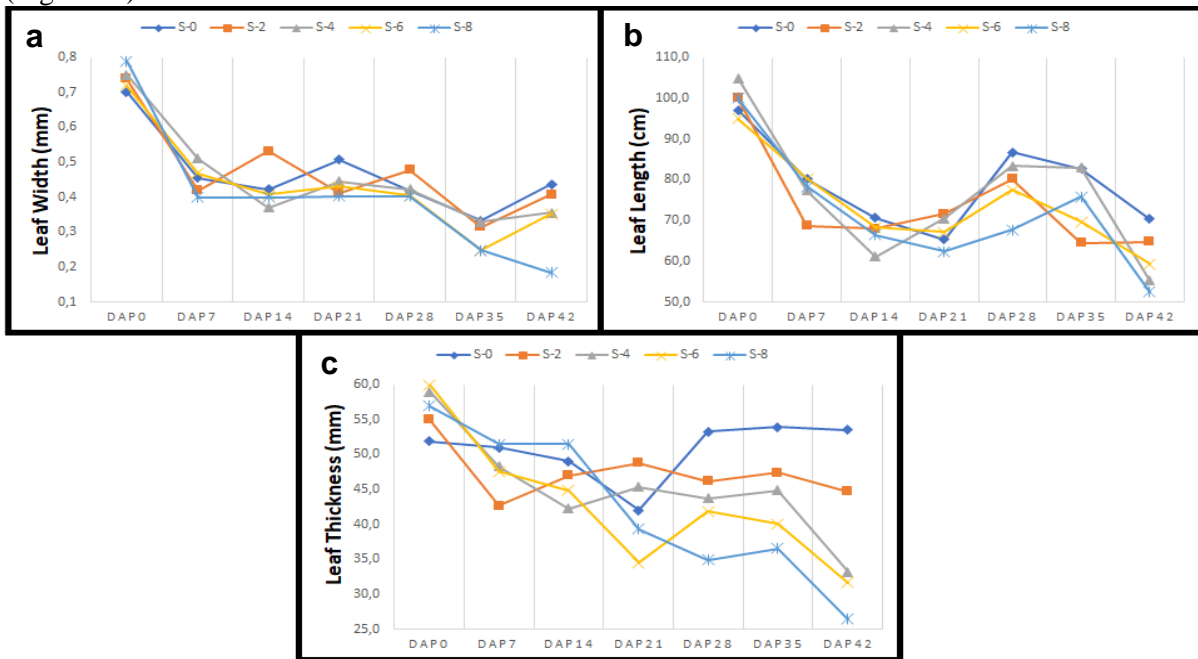 a
S-0 S-2 S-4 S-6 S-8
Leaf Width (mm)
0,8
0,7
0,6
0,5
0,4
0,3
0,2
0,1
DAP0 DAP7 DAP14 DAP21 DAP28 DAP35 DAP42
b
S-0 S-2 S-4 S-6 S-8
Leaf Length (cm)
110,0
100,0
90,0
80,0
70,0
60,0
50,0
DAP0 DAP7 DAP14 DAP21 DAP28 DAP35 DAP42
c
S-0 S-2 S-4 S-6 S-8
Leaf Thickness (mm)
60,0
55,0
50,0
45,0
40,0
35,0
30,0
25,0
DAP0 DAP7 DAP14 DAP21 DAP28 DAP35 DAP42